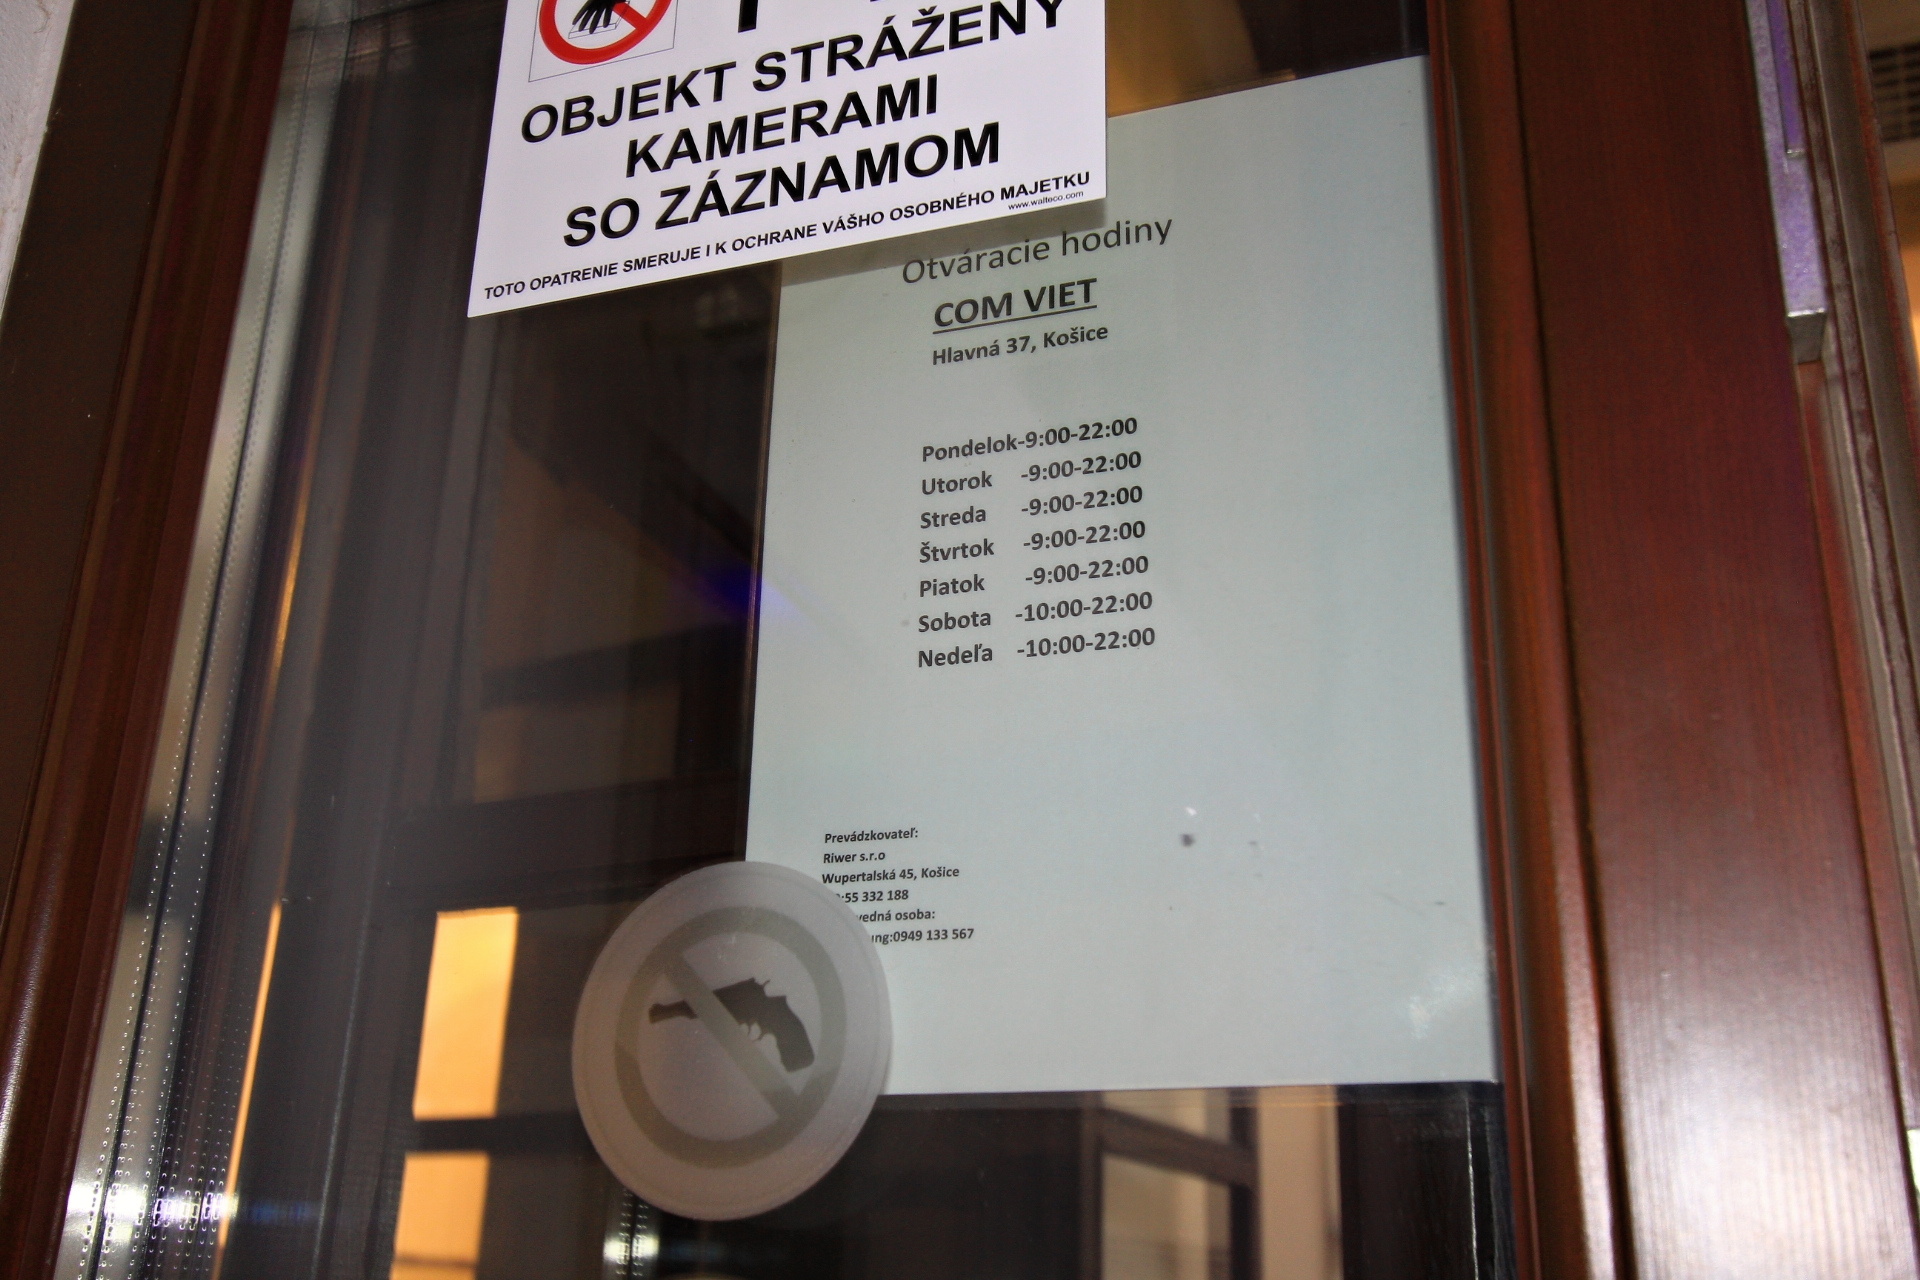 OBJEKT STRÁŽENÝ
KAMERAMI
SO ZÁZNAMOM
TOTO OPATRENIE SMERUJE I K OCHRANE VÁŠHO OSOBNÉHO MAJETKU
www.walteco.com
Otváracie hodiny
COM VIET
Hlavná 37, Košice
Pondelok-9:00-22:00
Utorok -9:00-22:00
Streda -9:00-22:00
Štvrtok -9:00-22:00
Piatok -9:00-22:00
Sobota -10:00-22:00
Nedeľa -10:00-22:00
Prevádzkovateľ:
Riwer s.r.o
Wupertalská 45, Košice
:55 332 188
osoba:
:0949 133 567